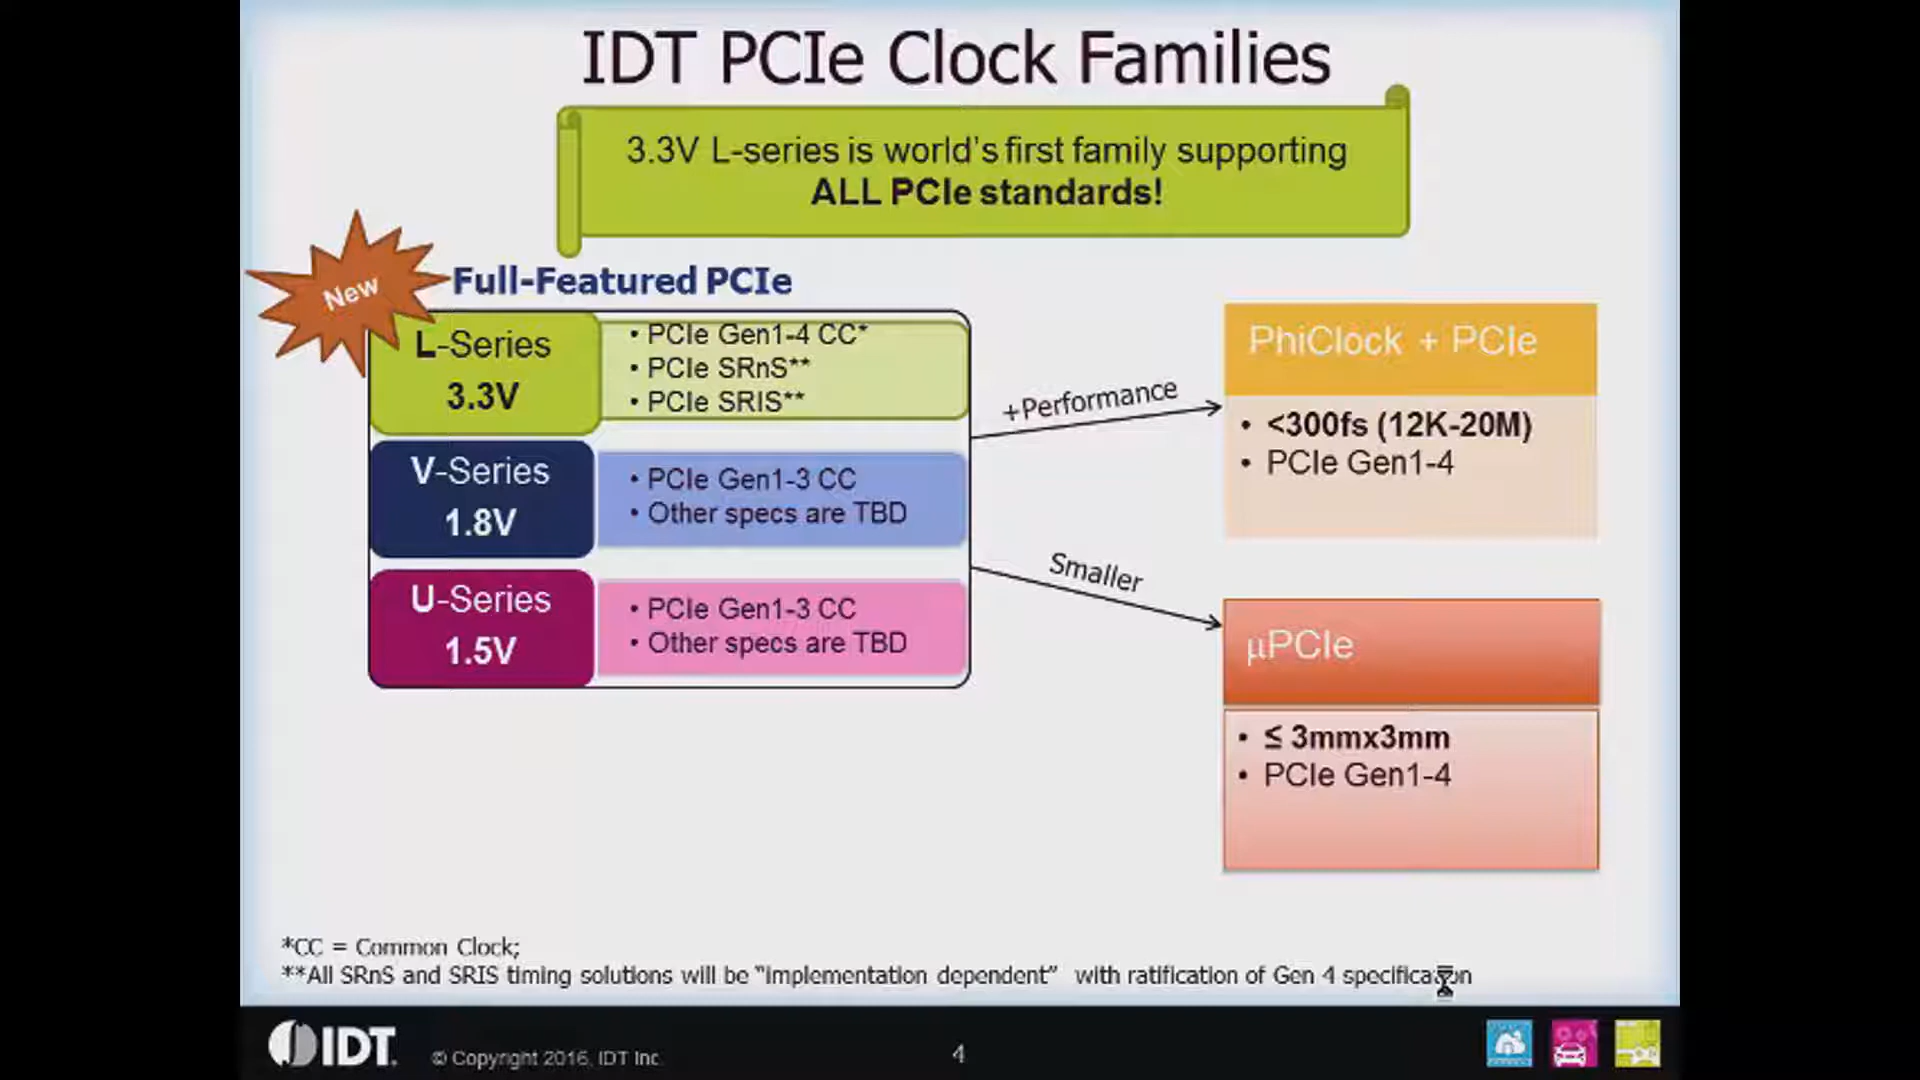 IDT PCIe Clock Families
3.3V L-series is world's first family supporting
ALL PCIe standards!
New
Full-Featured PCIe
L-Series
3.3V
• PCIe Gen1-4 CC*
• PCIe SRnS**
• PCIe SRIS**
V-Series
1.8V
• PCIe Gen1-3 CC
• Other specs are TBD
U-Series
1.5V
• PCIe Gen1-3 CC
• Other specs are TBD
+Performance
Smaller
PhiClock + PCIe
• <300fs (12K-20M)
• PCIe Gen1-4
µPCIe
• ≤ 3mmx3mm
• PCIe Gen1-4
*CC = Common Clock;
**All SRnS and SRIS timing solutions will be "implementation dependent" with ratification of Gen 4 specification
IDT
© Copyright 2016, IDT Inc.
4